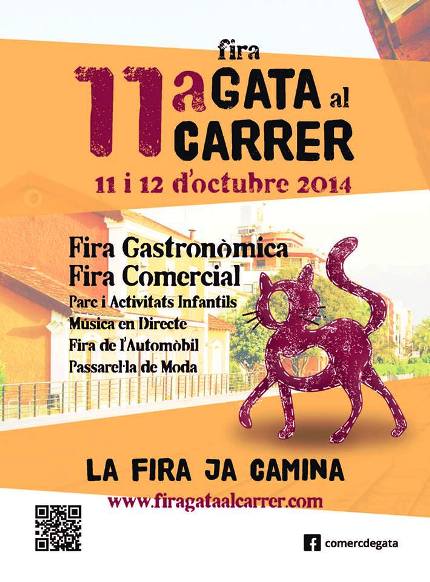 fira
11a GATA al
CARRER
11 i 12 d'octubre 2014
Fira Gastronòmica
Fira Comercial
Parc i Activitats Infantils
Música en Directe
Fira de l'Automòbil
Passarel·la de Moda
LA FIRA JA CAMINA
www.firagataalcarrer.com
comercdegata